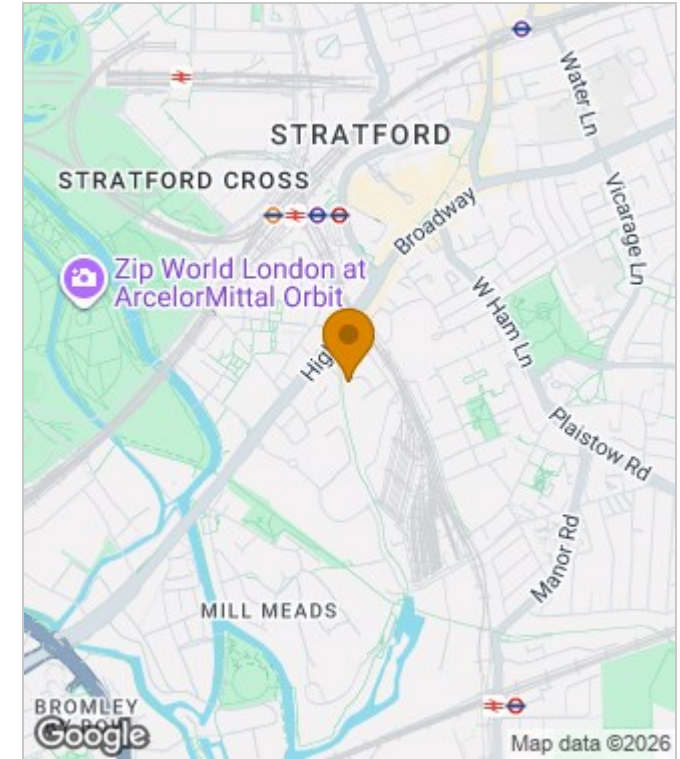 Water Ln
STRATFORD
Vicarage Ln
STRATFORD CROSS
Broadway
Zip World London at
ArcelorMittal Orbit
W Ham Ln
Plaistow Rd
Manor Rd
MILL MEADS
BROMLEY
Google
Map data ©2026